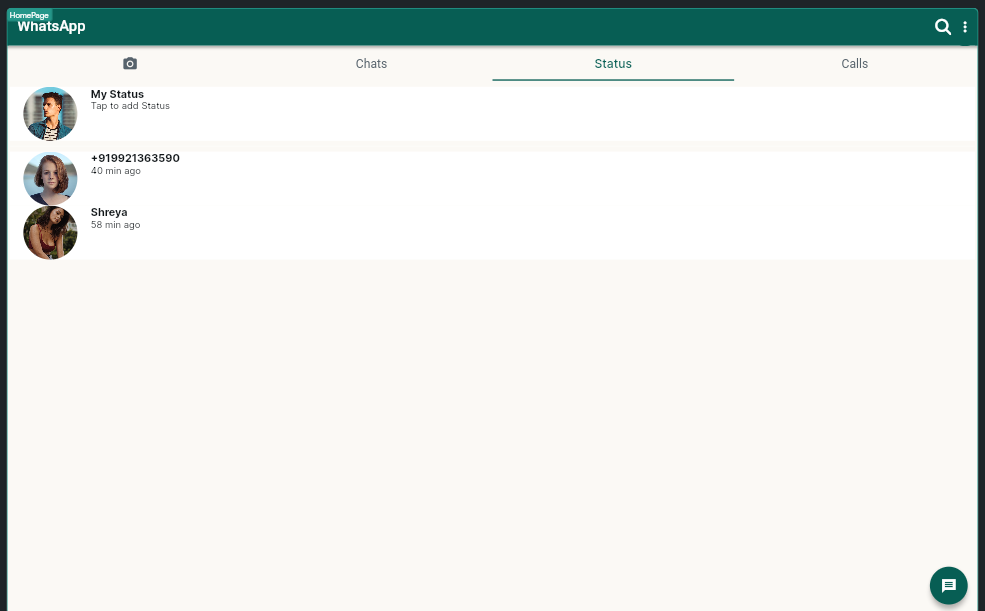 HomePage
WhatsApp
Chats
Status
Calls
My Status
Tap to add Status
+919921363590
40 min ago
Shreya
58 min ago